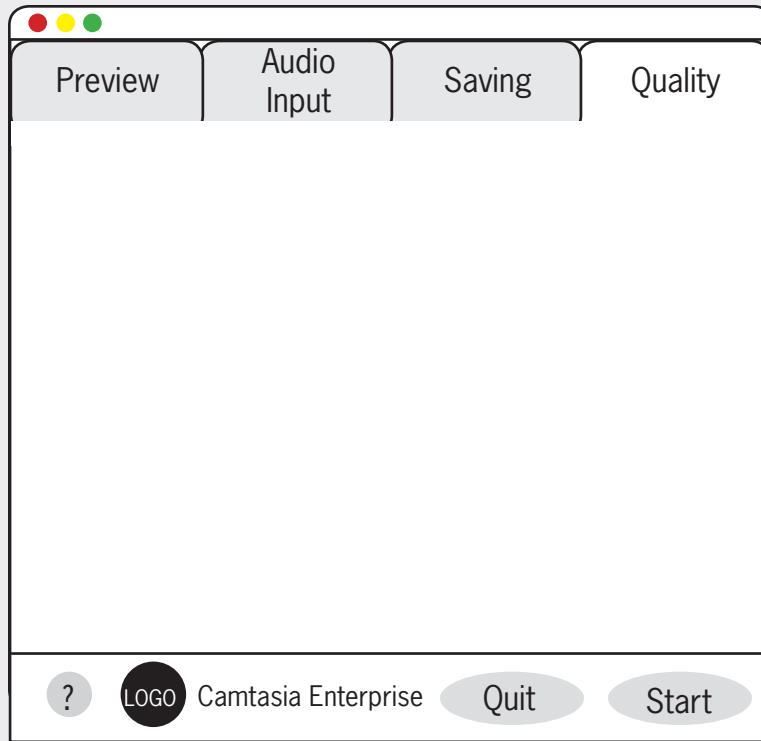 Preview
Audio
Input
Saving
Quality
?
LOGO
Camtasia Enterprise
Quit
Start